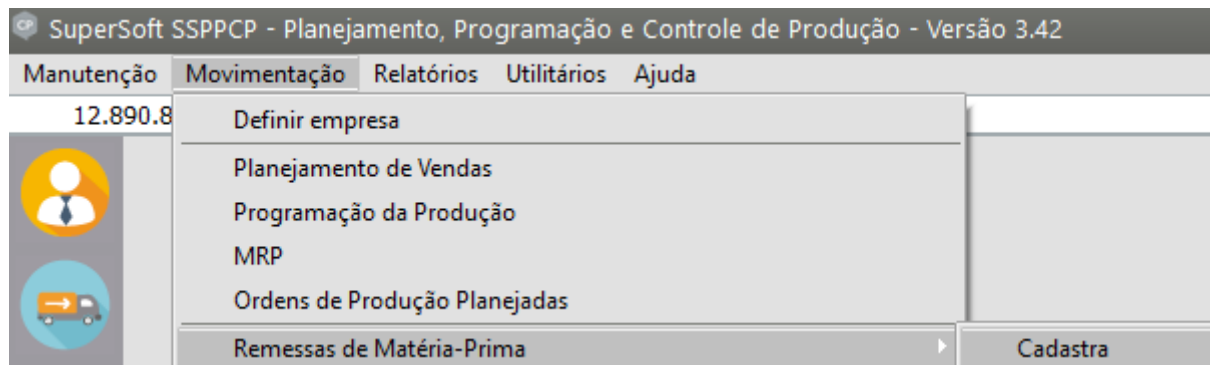 SuperSoft SSPPCP - Planejamento, Programação e Controle de Produção - Versão 3.42
Manutenção Movimentação Relatórios Utilitários Ajuda
12.890.8
Definir empresa
Planejamento de Vendas
Programação da Produção
MRP
Ordens de Produção Planejadas
Remessas de Matéria-Prima Cadastra